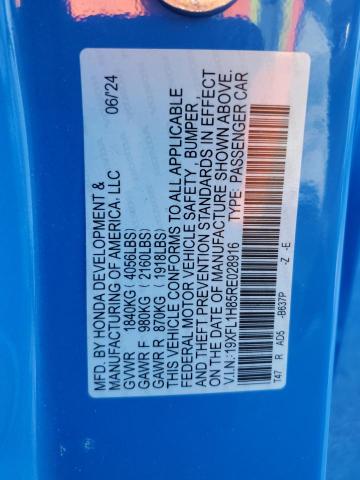 MFD. BY HONDA DEVELOPMENT &
MANUFACTURING OF AMERICA, LLC 06/'24
GVWR 1840KG (4056LBS)
GAWR F 980KG (2160LBS)
GAWR R 870KG (1918LBS)
THIS VEHICLE CONFORMS TO ALL APPLICABLE
FEDERAL MOTOR VEHICLE SAFETY, BUMPER,
AND THEFT PREVENTION STANDARDS IN EFFECT
ON THE DATE OF MANUFACTURE SHOWN ABOVE.
V.I.N.:19XFL1H85RE028916 TYPE: PASSENGER CAR
T47 R AD5 -B637P -Z -E